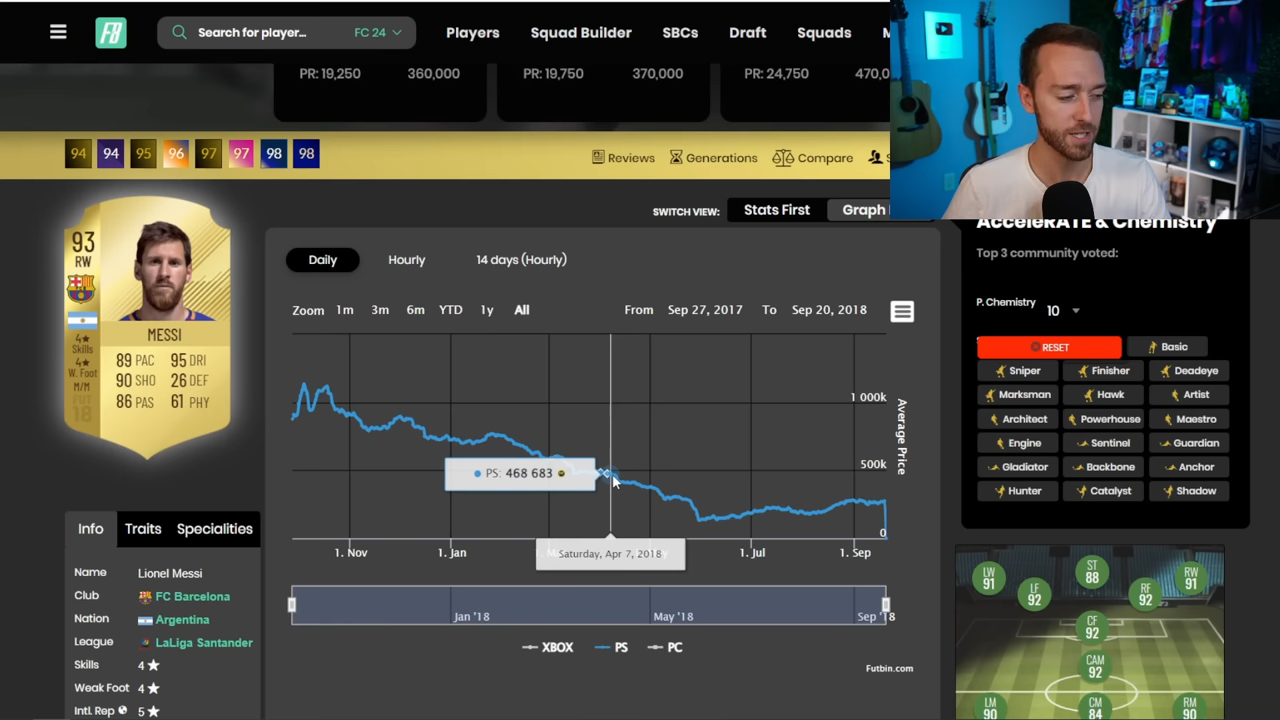 FB
Search for player...
FC 24
Players
Squad Builder
SBCs
Draft
Squads
PR: 19,250
360,000
PR: 19,750
370,000
PR: 24,750
94
94
95
96
97
97
98
98
Reviews
Generations
Compare
SWITCH VIEW:
Stats First
Graph
93
RW
4★
Skills
4★
W. Foot
M/M
FUT
18
MESSI
89 PAC
95 DRI
90 SHO
26 DEF
86 PAS
61 PHY
Daily
Hourly
14 days (Hourly)
Zoom
1m
3m
6m
YTD
1y
All
From
Sep 27, 2017
To
Sep 20, 2018
1 000k
500k
0
Average Price
PS: 468 683
1. Nov
1. Jan
1. Jul
1. Sep
Saturday, Apr 7, 2018
Jan '18
May '18
Sep '18
XBOX
PS
PC
Futbin.com
AcceleRATE & Chemistry
Top 3 community voted:
P. Chemistry
10
RESET
Basic
Sniper
Finisher
Deadeye
Marksman
Hawk
Artist
Architect
Powerhouse
Maestro
Engine
Sentinel
Guardian
Gladiator
Backbone
Anchor
Hunter
Catalyst
Shadow
Info
Traits
Specialities
Name
Lionel Messi
Club
FC Barcelona
Nation
Argentina
League
LaLiga Santander
Skills
4★
Weak Foot
4★
Intl. Rep
5★
LW
91
ST
88
RW
91
LF
92
RF
92
CF
92
CAM
92
LM
90
CM
84
RM
90